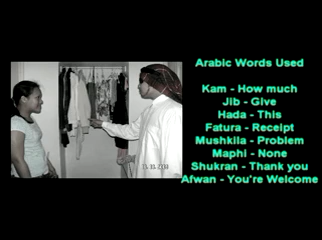 Arabic Words Used
Kam - How much
Jib - Give
Hada - This
Fatura - Receipt
Mushkila - Problem
Maphi - None
Shukran - Thank you
Afwan - You're Welcome